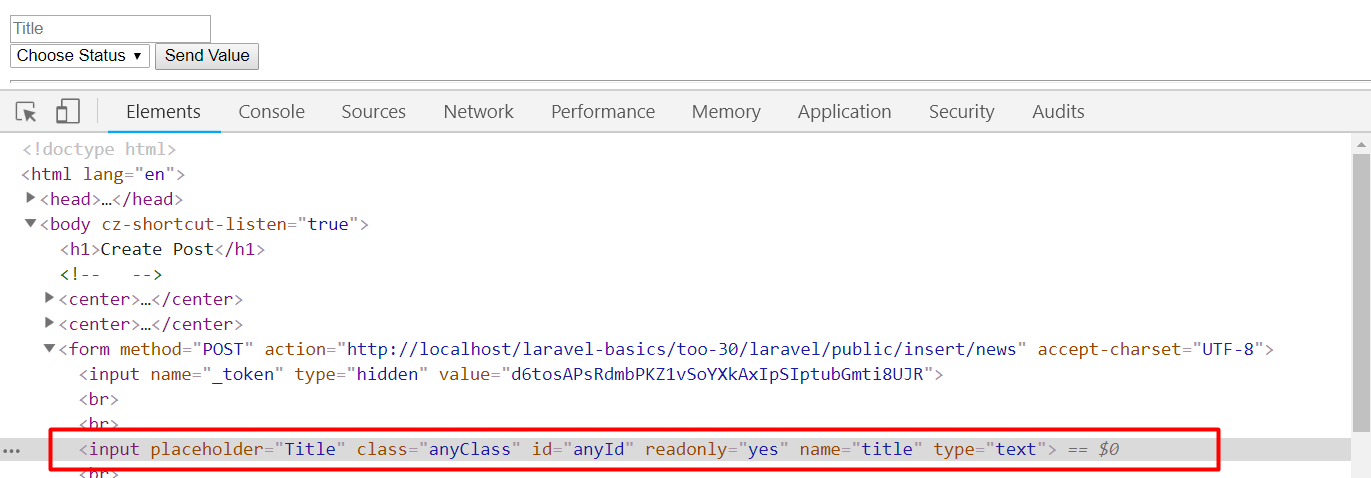 Title
Choose Status ▼ Send Value
Elements Console Sources Network Performance Memory Application Security Audits
<!doctype html>
<html lang="en">
▶<head>…</head>
▼<body cz-shortcut-listen="true">
<h1>Create Post</h1>
<!--   -->
▶<center>…</center>
▶<center>…</center>
▼<form method="POST" action="http://localhost/laravel-basics/too-30/laravel/public/insert/news" accept-charset="UTF-8">
<input name="_token" type="hidden" value="d6tosAPsRdmbPKZ1vSoYXkAxIpSIptubGmti8UJR">
<br>
<br>
... <input placeholder="Title" class="anyClass" id="anyId" readonly="yes" name="title" type="text"> == $0
<br>